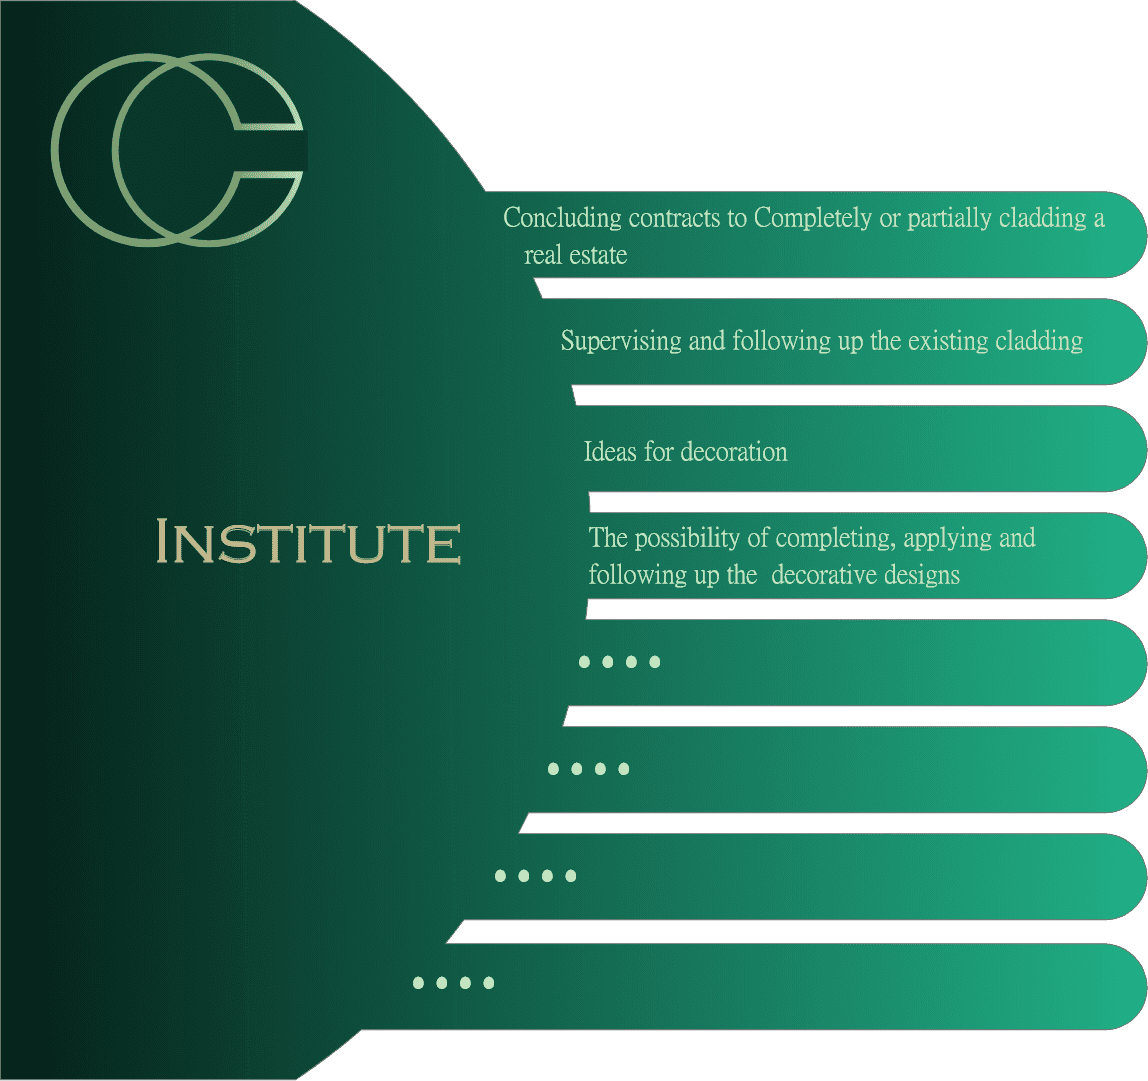 INSTITUTE
Concluding contracts to Completely or partially cladding a
real estate
Supervising and following up the existing cladding
Ideas for decoration
The possibility of completing, applying and
following up the decorative designs
• • • •
• • • •
• • • •
• • • •